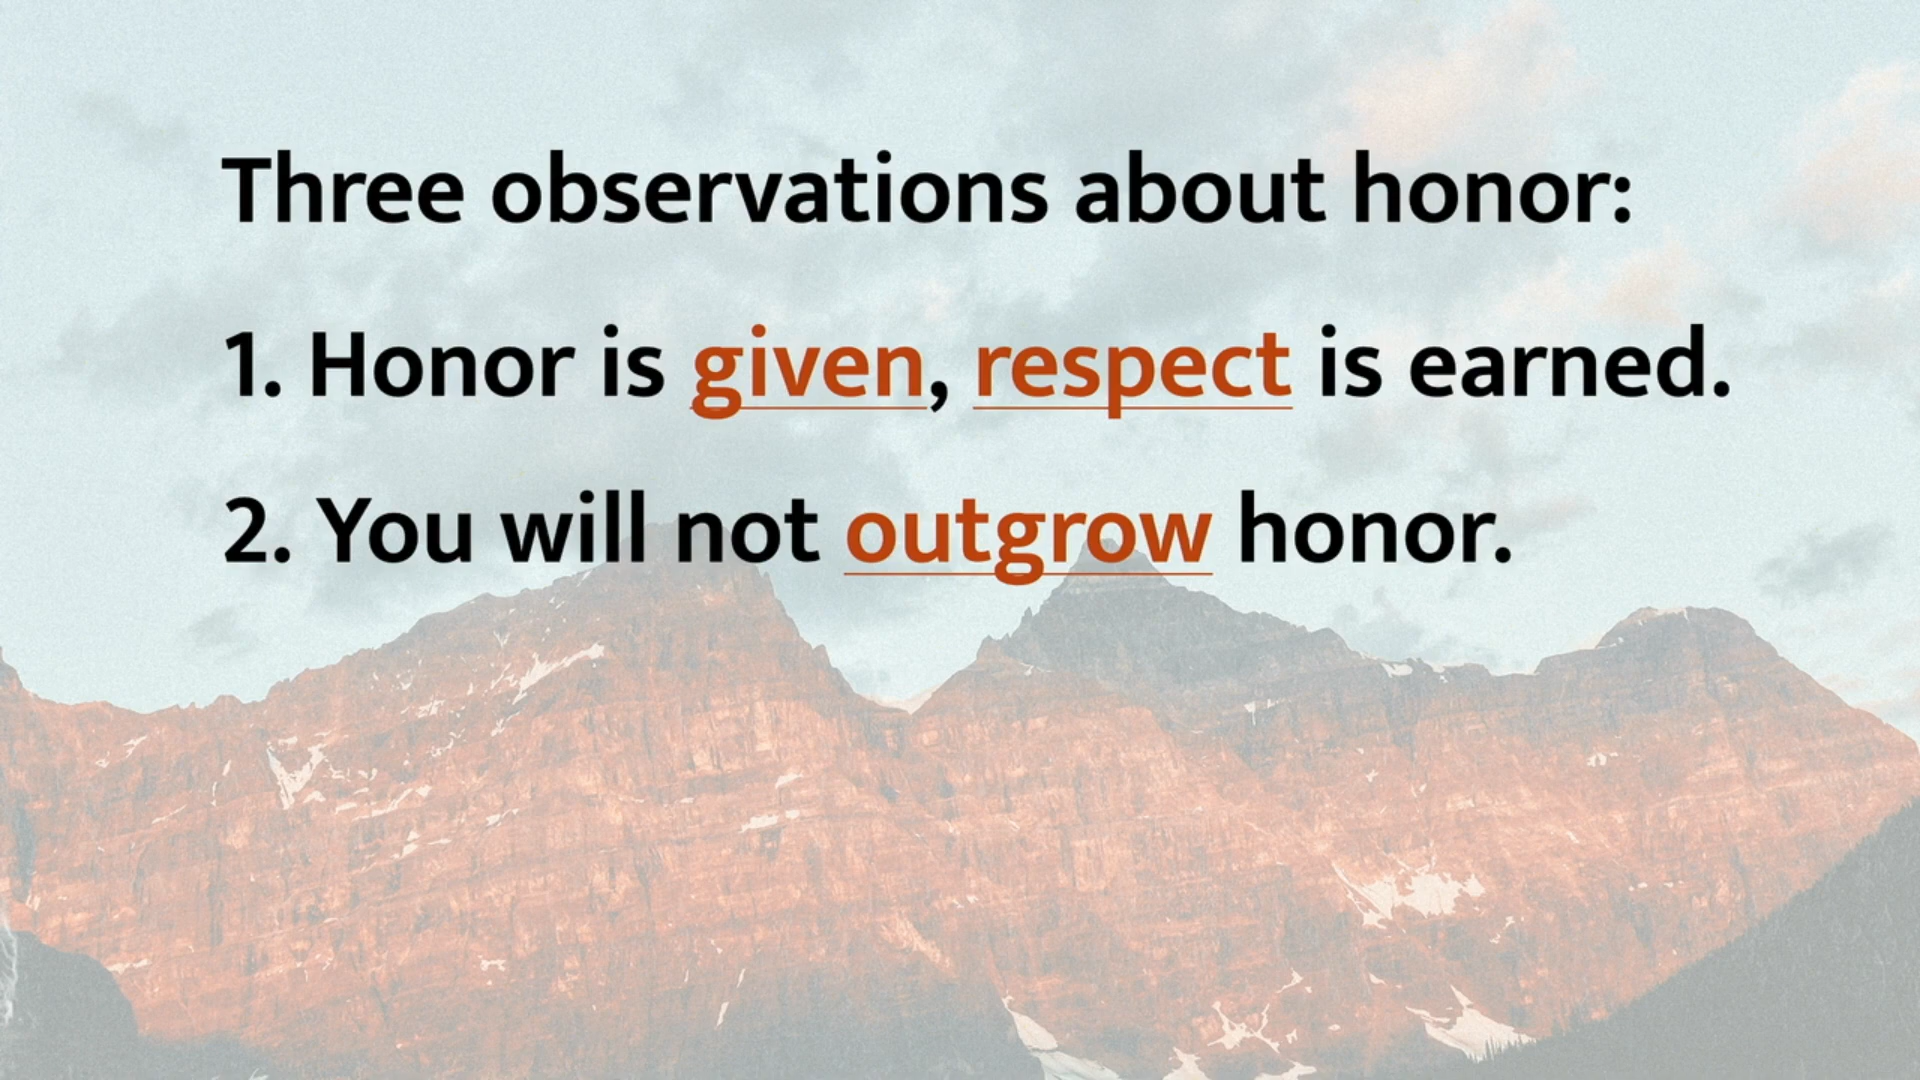 Three observations about honor:
1. Honor is given, respect is earned.
2. You will not outgrow honor.